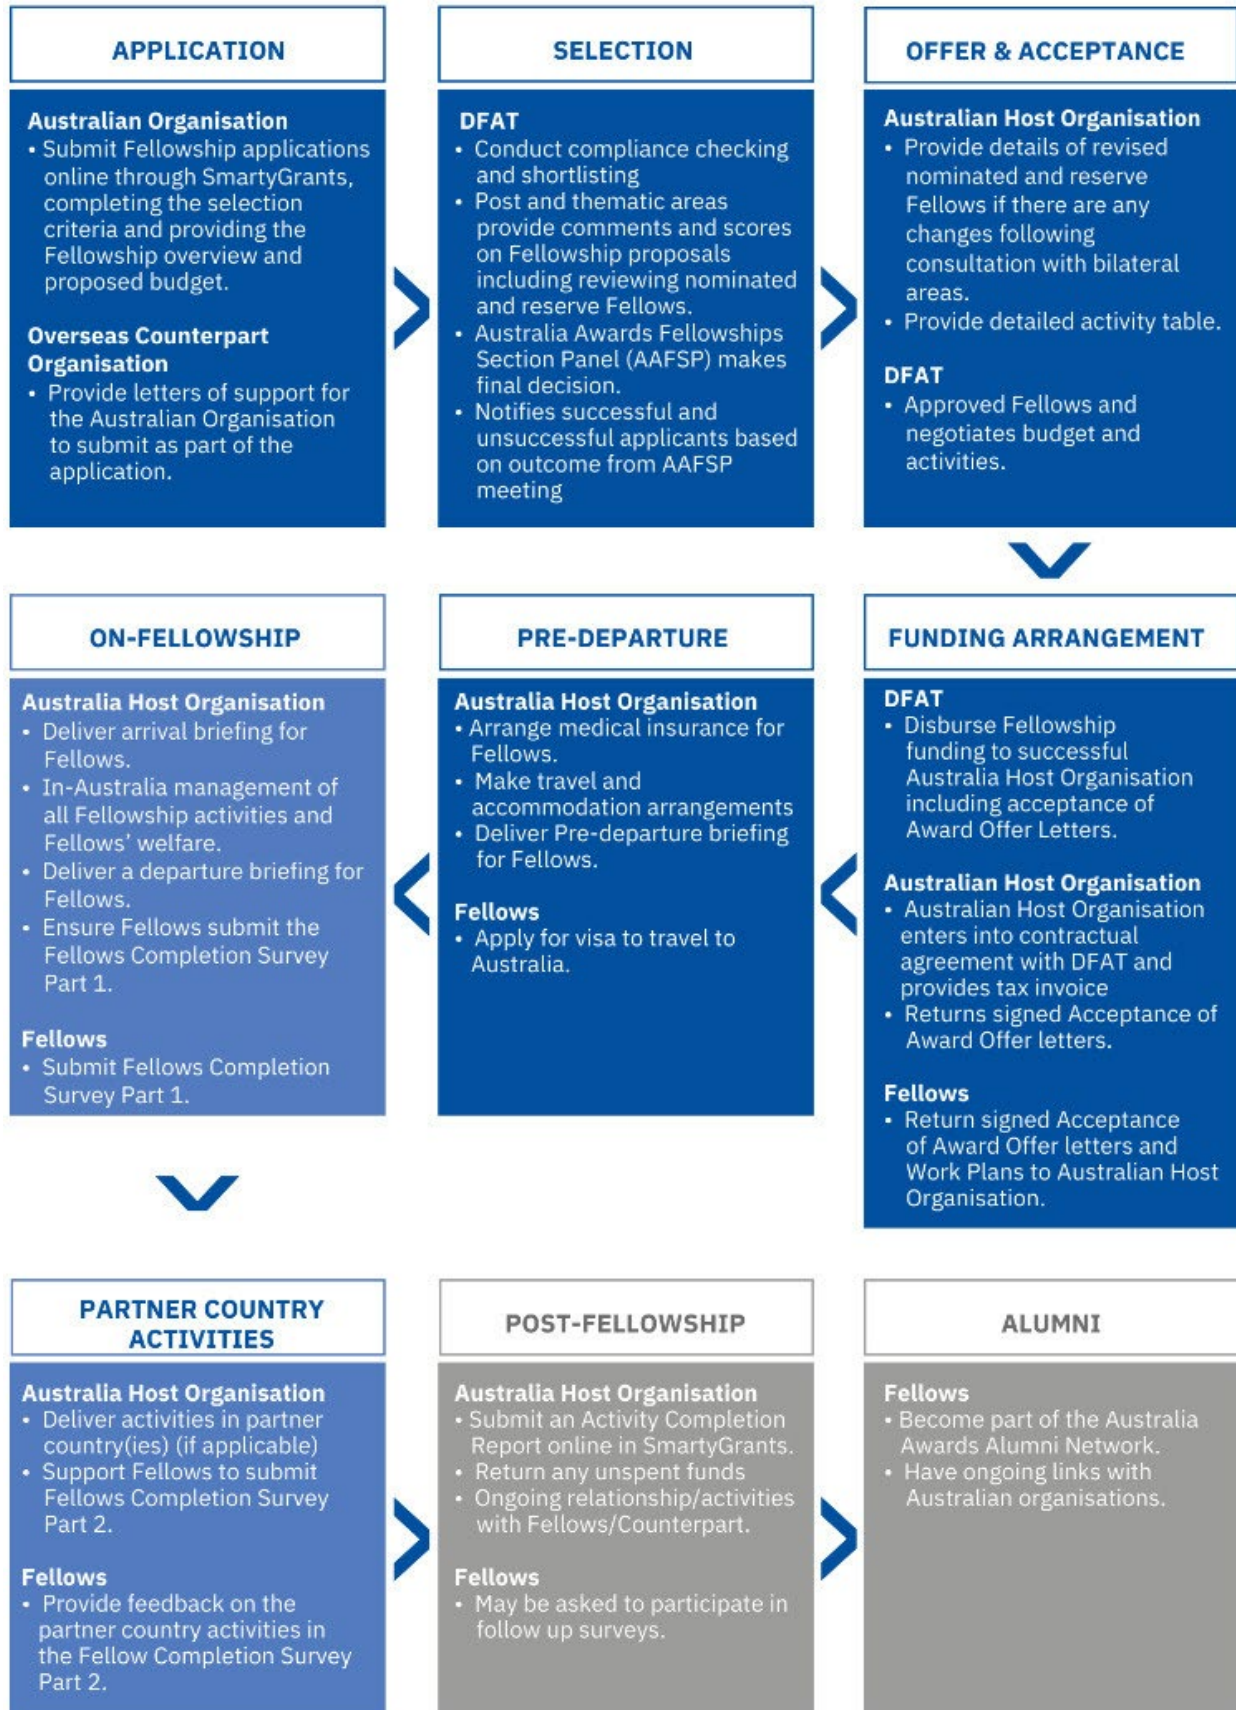 APPLICATION
Australian Organisation
• Submit Fellowship applications
online through SmartyGrants,
completing the selection
criteria and providing the
Fellowship overview and
proposed budget.
Overseas Counterpart
Organisation
• Provide letters of support for
the Australian Organisation
to submit as part of the
application.
SELECTION
DFAT
• Conduct compliance checking
and shortlisting
• Post and thematic areas
provide comments and scores
on Fellowship proposals
including reviewing nominated
and reserve Fellows.
• Australia Awards Fellowships
Section Panel (AAFSP) makes
final decision.
• Notifies successful and
unsuccessful applicants based
on outcome from AAFSP
meeting
OFFER & ACCEPTANCE
Australian Host Organisation
• Provide details of revised
nominated and reserve
Fellows if there are any
changes following
consultation with bilateral
areas.
• Provide detailed activity table.
DFAT
• Approved Fellows and
negotiates budget and
activities.
FUNDING ARRANGEMENT
DFAT
• Disburse Fellowship
funding to successful
Australia Host Organisation
including acceptance of
Award Offer Letters.
Australian Host Organisation
• Australian Host Organisation
enters into contractual
agreement with DFAT and
provides tax invoice
• Returns signed Acceptance of
Award Offer letters.
Fellows
• Return signed Acceptance
of Award Offer letters and
Work Plans to Australian Host
Organisation.
PRE-DEPARTURE
Australia Host Organisation
• Arrange medical insurance for
Fellows.
• Make travel and
accommodation arrangements
• Deliver Pre-departure briefing
for Fellows.
Fellows
• Apply for visa to travel to
Australia.
ON-FELLOWSHIP
Australia Host Organisation
• Deliver arrival briefing for
Fellows.
• In-Australia management of
all Fellowship activities and
Fellows’ welfare.
• Deliver a departure briefing for
Fellows.
• Ensure Fellows submit the
Fellows Completion Survey
Part 1.
Fellows
• Submit Fellows Completion
Survey Part 1.
PARTNER COUNTRY
ACTIVITIES
Australia Host Organisation
• Deliver activities in partner
country(ies) (if applicable)
• Support Fellows to submit
Fellows Completion Survey
Part 2.
Fellows
• Provide feedback on the
partner country activities in
the Fellow Completion Survey
Part 2.
POST-FELLOWSHIP
Australia Host Organisation
• Submit an Activity Completion
Report online in SmartyGrants.
• Return any unspent funds
• Ongoing relationship/activities
with Fellows/Counterpart.
Fellows
• May be asked to participate in
follow up surveys.
ALUMNI
Fellows
• Become part of the Australia
Awards Alumni Network.
• Have ongoing links with
Australian organisations.